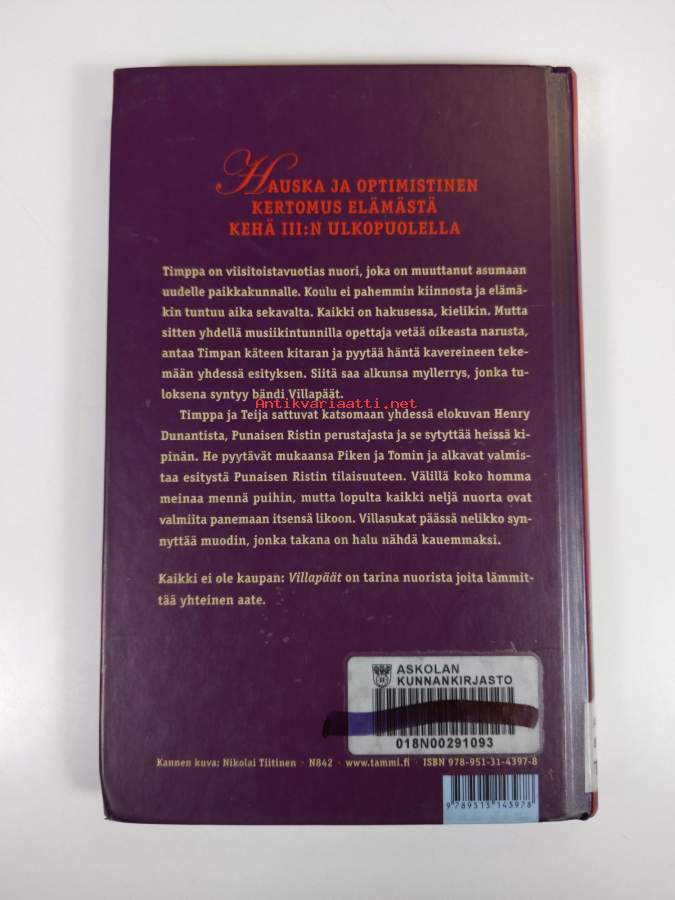 HAUSKA JA OPTIMISTINEN
KERTOMUS ELÄMÄSTÄ
KEHÄ III:N ULKOPUOLELLA
Timppa on viisitoistavuotias nuori, joka on muuttanut asumaan
uudelle paikkakunnalle. Koulu ei pahemmin kiinnosta ja elämä-
kin tuntuu aika sekavalta. Kaikki on hakusessa, kielikin. Mutta
sitten yhdellä musiikintunnilla opettaja vetää oikeasta narusta,
antaa Timpan käteen kitaran ja pyytää häntä kavereineen teke-
mään yhdessä esityksen. Siitä saa alkunsa myllerrys, jonka tu-
loksena syntyy bändi Villapäät.
Antikvariaatti.net
Timppa ja Teija sattuvat katsomaan yhdessä elokuvan Henry
Dunantista, Punaisen Ristin perustajasta ja se sytyttää heissä ki-
pinän. He pyytävät mukaansa Piken ja Tomin ja alkavat valmis-
taa esitystä Punaisen Ristin tilaisuuteen. Välillä koko homma
meinaa mennä puihin, mutta lopulta kaikki neljä nuorta ovat
valmiita panemaan itsensä likoon. Villasukat päässä nelikko syn-
nyttää muodin, jonka takana on halu nähdä kauemmaksi.
Kaikki ei ole kaupan: Villapäät on tarina nuorista joita lämmit-
tää yhteinen aate.
ASKOLAN
KUNNANKIRJASTO
018N00291093
Kannen kuva: Nikolai Tiitinen · N842 · www.tammi.fi · ISBN 978-951-31-4397-8
9 789513 143978